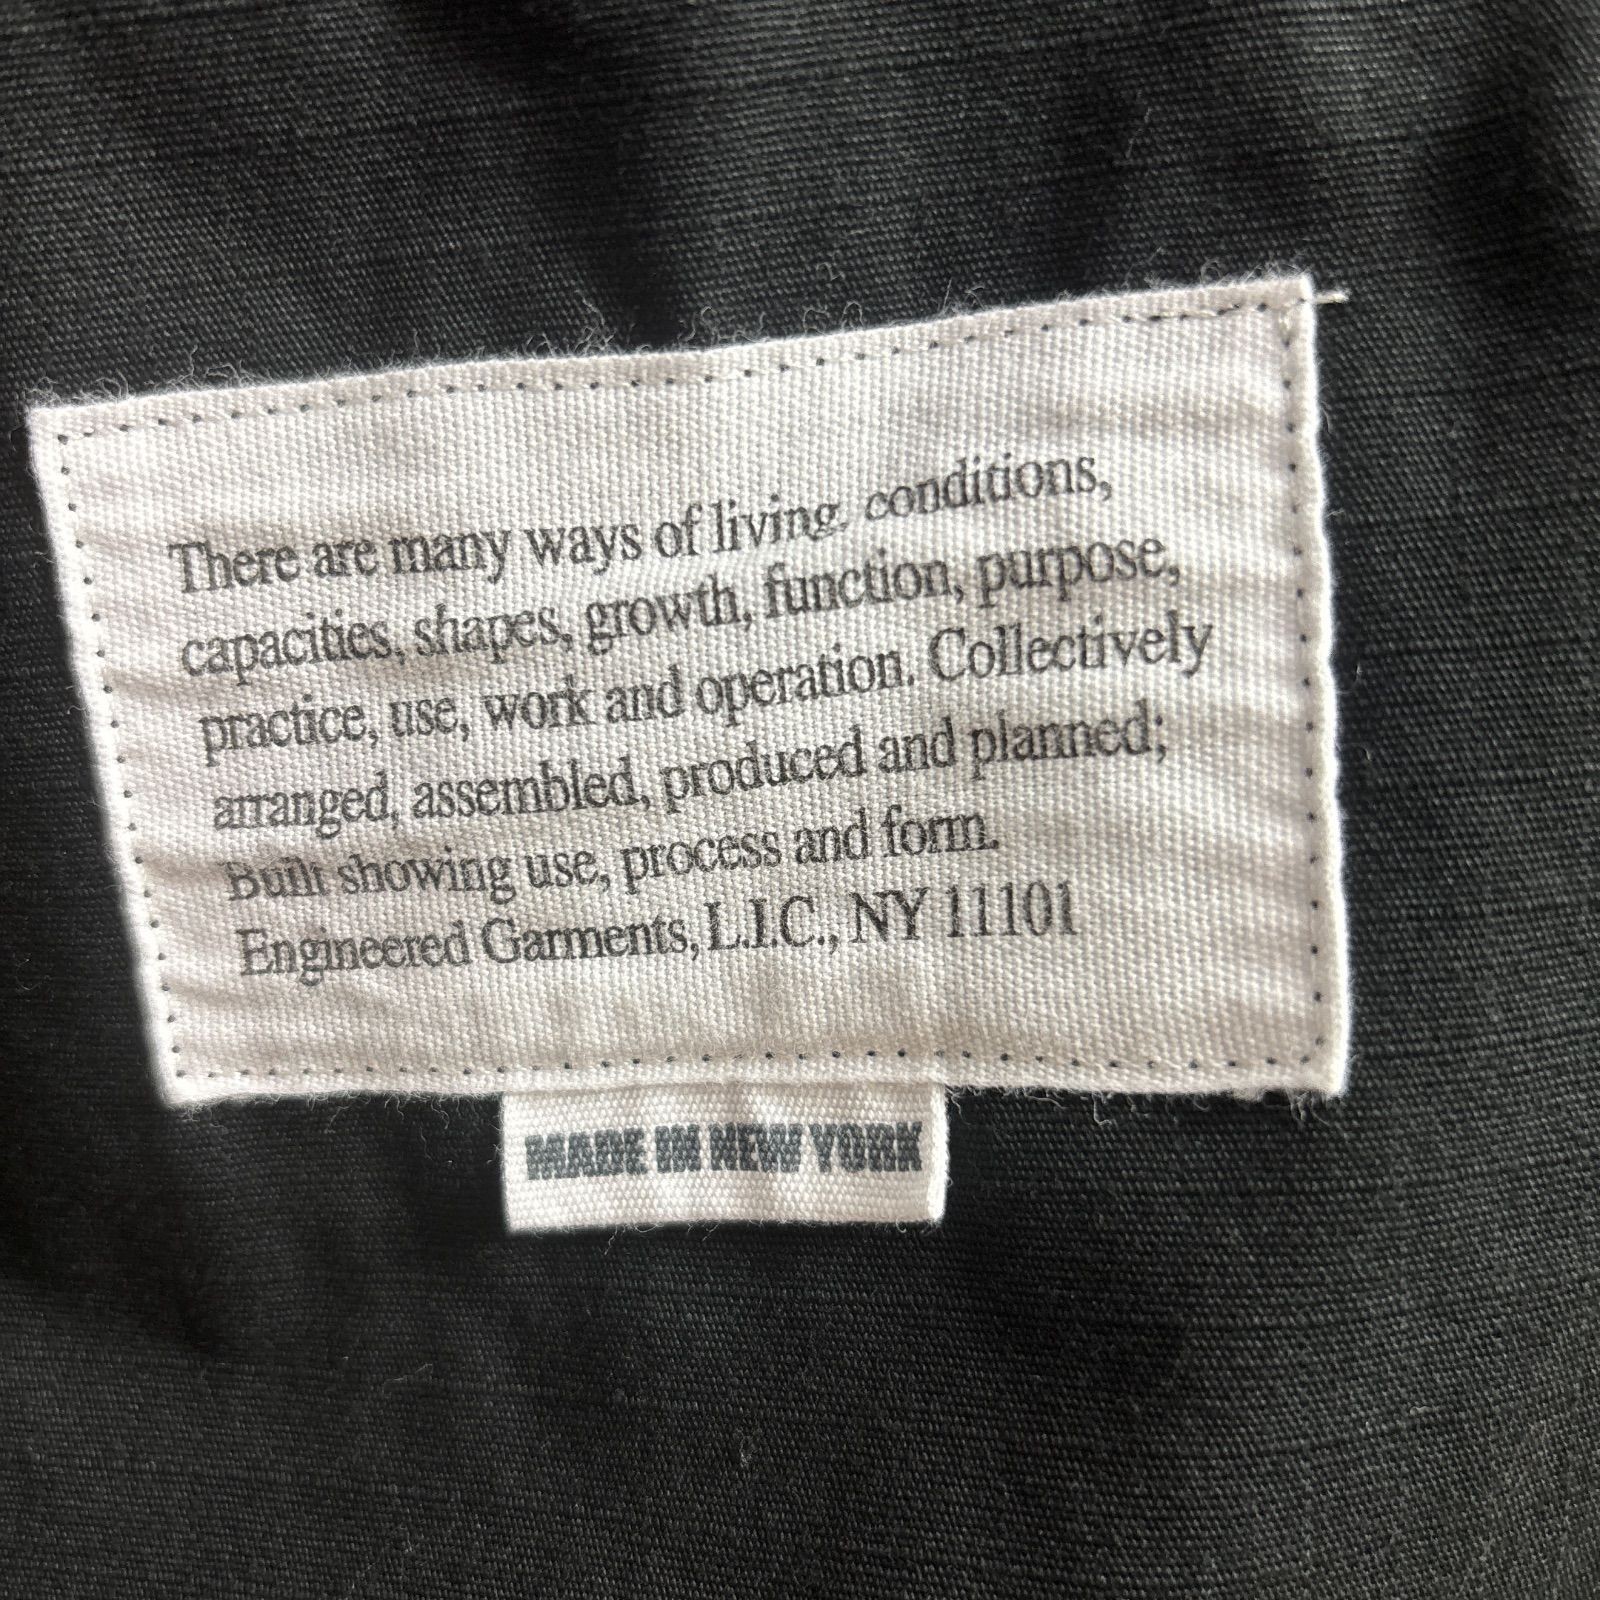 There are many ways of living, conditions,
capacities, shapes, growth, function, purpose,
practice, use, work and operation. Collectively
arranged, assembled, produced and planned;
Built showing use, process and form.
Engineered Garments, L.I.C., NY 11101
MADE IN NEW YORK